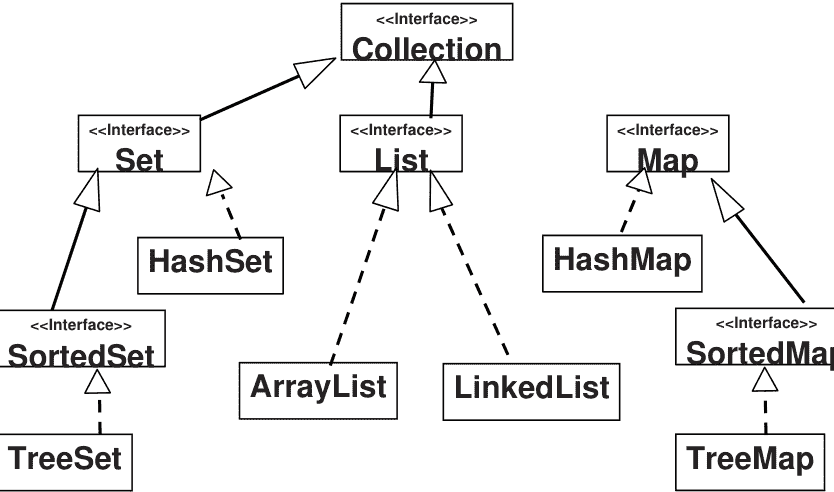 <<Interface>>
Collection
<<Interface>>
Set
<<Interface>>
List
<<Interface>>
Map
HashSet
HashMap
<<Interface>>
SortedSet
<<Interface>>
SortedMap
ArrayList
LinkedList
TreeSet
TreeMap